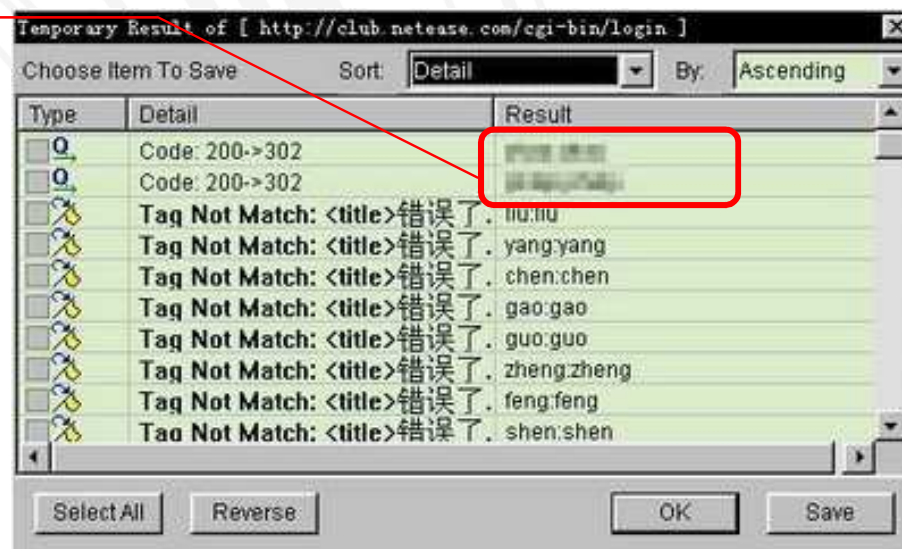 Temporary Result of [ http://club.netease.com/cgi-bin/login ]
Choose Item To Save Sort: Detail By: Ascending
Type Detail Result
Code: 200->302
Code: 200->302
Tag Not Match: <title>错误了. liu:liu
Tag Not Match: <title>错误了. yang:yang
Tag Not Match: <title>错误了. chen:chen
Tag Not Match: <title>错误了. gao:gao
Tag Not Match: <title>错误了. guo:guo
Tag Not Match: <title>错误了. zheng:zheng
Tag Not Match: <title>错误了. feng:feng
Tag Not Match: <title>错误了. shen:shen
Select All Reverse OK Save